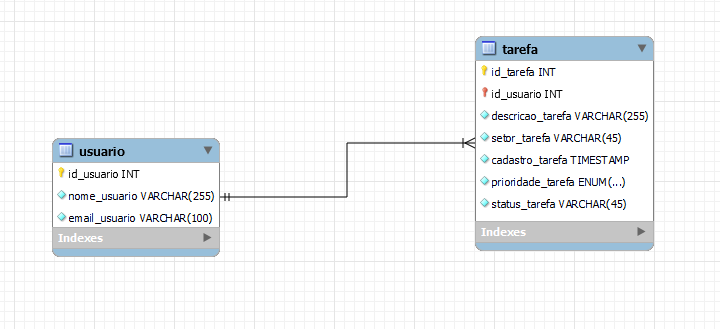 usuario
id_usuario INT
nome_usuario VARCHAR(255)
email_usuario VARCHAR(100)
Indexes
tarefa
id_tarefa INT
id_usuario INT
descricao_tarefa VARCHAR(255)
setor_tarefa VARCHAR(45)
cadastro_tarefa TIMESTAMP
prioridade_tarefa ENUM(...)
status_tarefa VARCHAR(45)
Indexes